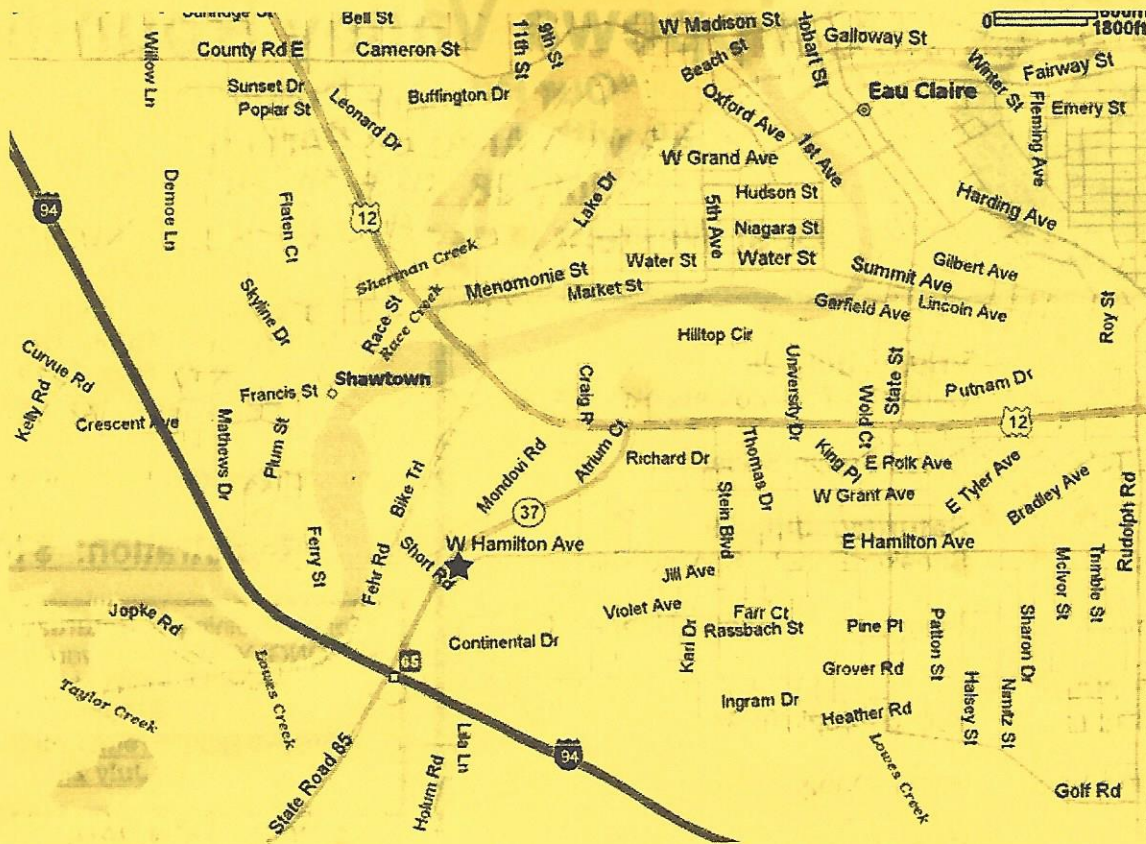 Bell St
W Madison St
Hobart St
Galloway St
0
1800ft
Willow Ln
County Rd E
Cameron St
11th St
9th St
Beach St
Winter St
Fairway St
Sunset Dr
Poplar St
Leonard Dr
Buffington Dr
Oxford Ave
Eau Claire
Fleming Ave
Emery St
1st Ave
W Grand Ave
94
Demoe Ln
Flaten Ct
12
Lake Dr
5th Ave
Hudson St
Harding Ave
Niagara St
Sherman Creek
Water St
Water St
Menomonie St
Market St
Summit Ave
Gilbert Ave
Garfield Ave
Lincoln Ave
Skyline Dr
Race St
Race Creek
Hilltop Cir
Roy St
Curvue Rd
Kelly Rd
Francis St
Shawtown
Craig R
University Dr
Wold Ct
State St
Putnam Dr
Crescent Ave
Mathews Dr
Plum St
12
Atrium Ct
Mondovi Rd
Bike Trl
Richard Dr
Thomas Dr
King Pl
E Polk Ave
E Tyler Ave
Bradley Ave
Rudolph Rd
Stein Blvd
W Grant Ave
37
W Hamilton Ave
E Hamilton Ave
Ferry St
Fehr Rd
Short Rd
Jill Ave
McIvor St
Trimble St
Jopke Rd
Violet Ave
Farr Ct
Rassbach St
Continental Dr
Karl Dr
Pine Pl
Patton St
Sharon Dr
65
Grover Rd
Taylor Creek
Lowes Creek
Ingram Dr
Heather Rd
Halsey St
Nimitz St
State Road 85
Holum Rd
Lila Ln
94
Lowes Creek
Golf Rd